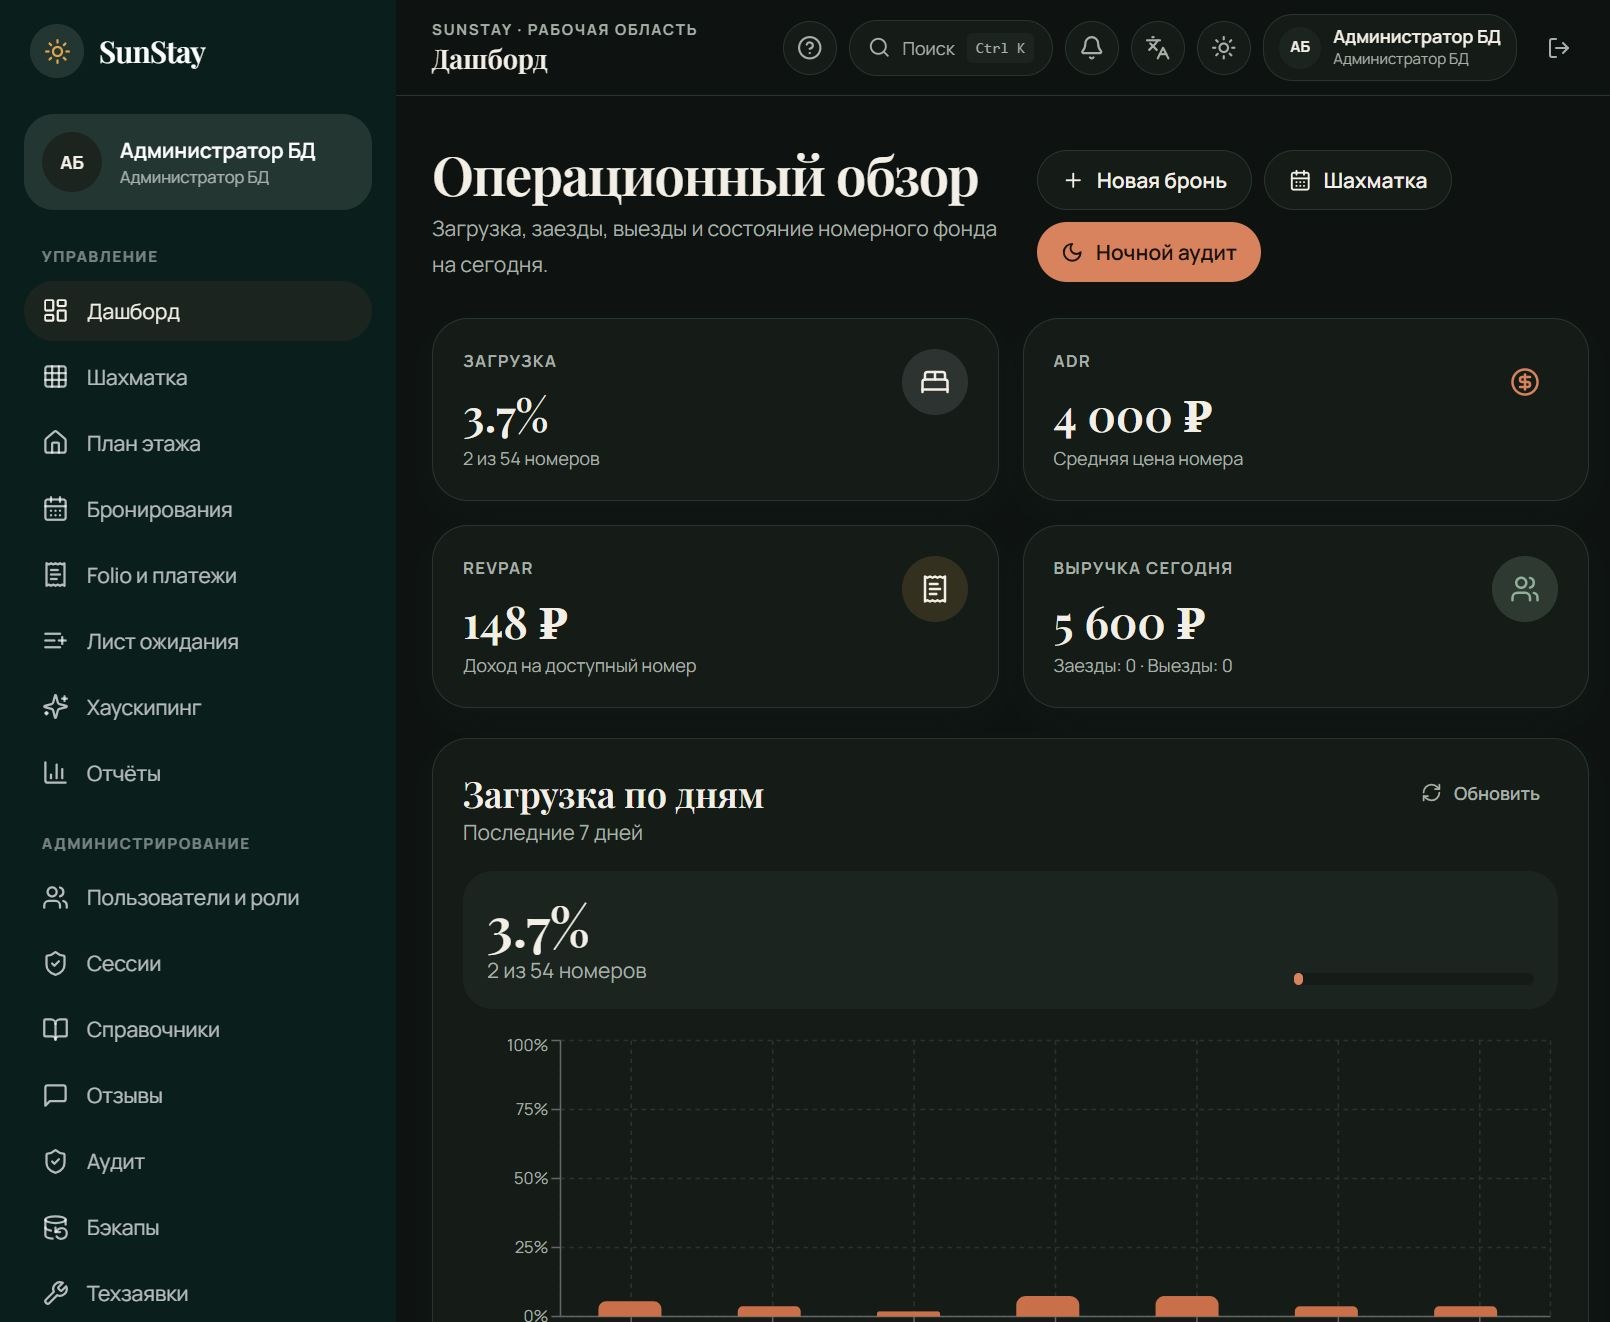 SunStay
Администратор БД
АБ
Администратор БД
УПРАВЛЕНИЕ
Дашборд
Шахматка
План этажа
Бронирования
Folio и платежи
Лист ожидания
Хаускипинг
Отчёты
АДМИНИСТРИРОВАНИЕ
Пользователи и роли
Сессии
Справочники
Отзывы
Аудит
Бэкапы
Техзаявки
SUNSTAY · РАБОЧАЯ ОБЛАСТЬ
Дашборд
Поиск Ctrl K
АБ
Администратор БД
Администратор БД
Операционный обзор
Загрузка, заезды, выезды и состояние номерного фонда
на сегодня.
Новая бронь
Шахматка
Ночной аудит
ЗАГРУЗКА
3.7%
2 из 54 номеров
ADR
4 000 ₽
Средняя цена номера
REVPAR
148 ₽
Доход на доступный номер
ВЫРУЧКА СЕГОДНЯ
5 600 ₽
Заезды: 0 · Выезды: 0
Загрузка по дням
Последние 7 дней
Обновить
3.7%
2 из 54 номеров
100%
75%
50%
25%
0%